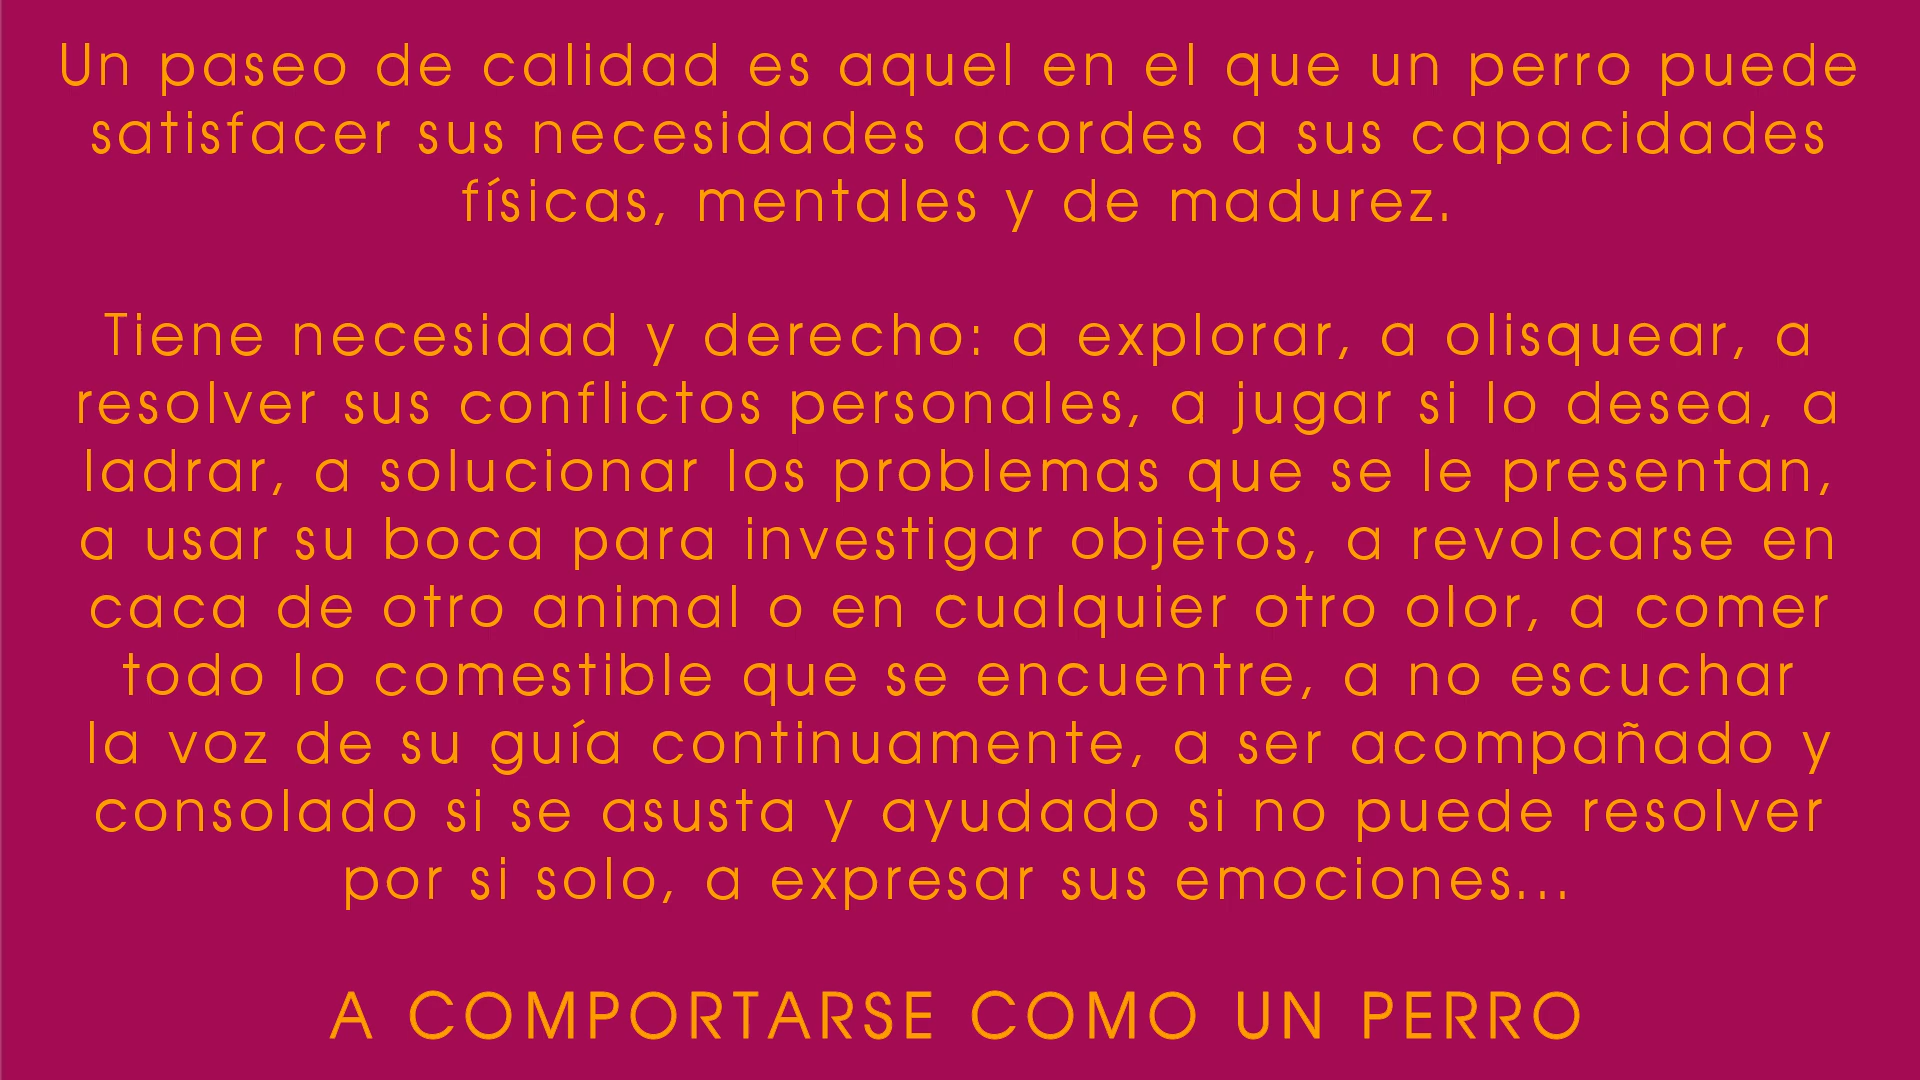 Un paseo de calidad es aquel en el que un perro puede
satisfacer sus necesidades acordes a sus capacidades
físicas, mentales y de madurez.
Tiene necesidad y derecho: a explorar, a olisquear, a
resolver sus conflictos personales, a jugar si lo desea, a
ladrar, a solucionar los problemas que se le presentan,
a usar su boca para investigar objetos, a revolcarse en
caca de otro animal o en cualquier otro olor, a comer
todo lo comestible que se encuentre, a no escuchar
la voz de su guía continuamente, a ser acompañado y
consolado si se asusta y ayudado si no puede resolver
por si solo, a expresar sus emociones...
A COMPORTARSE COMO UN PERRO